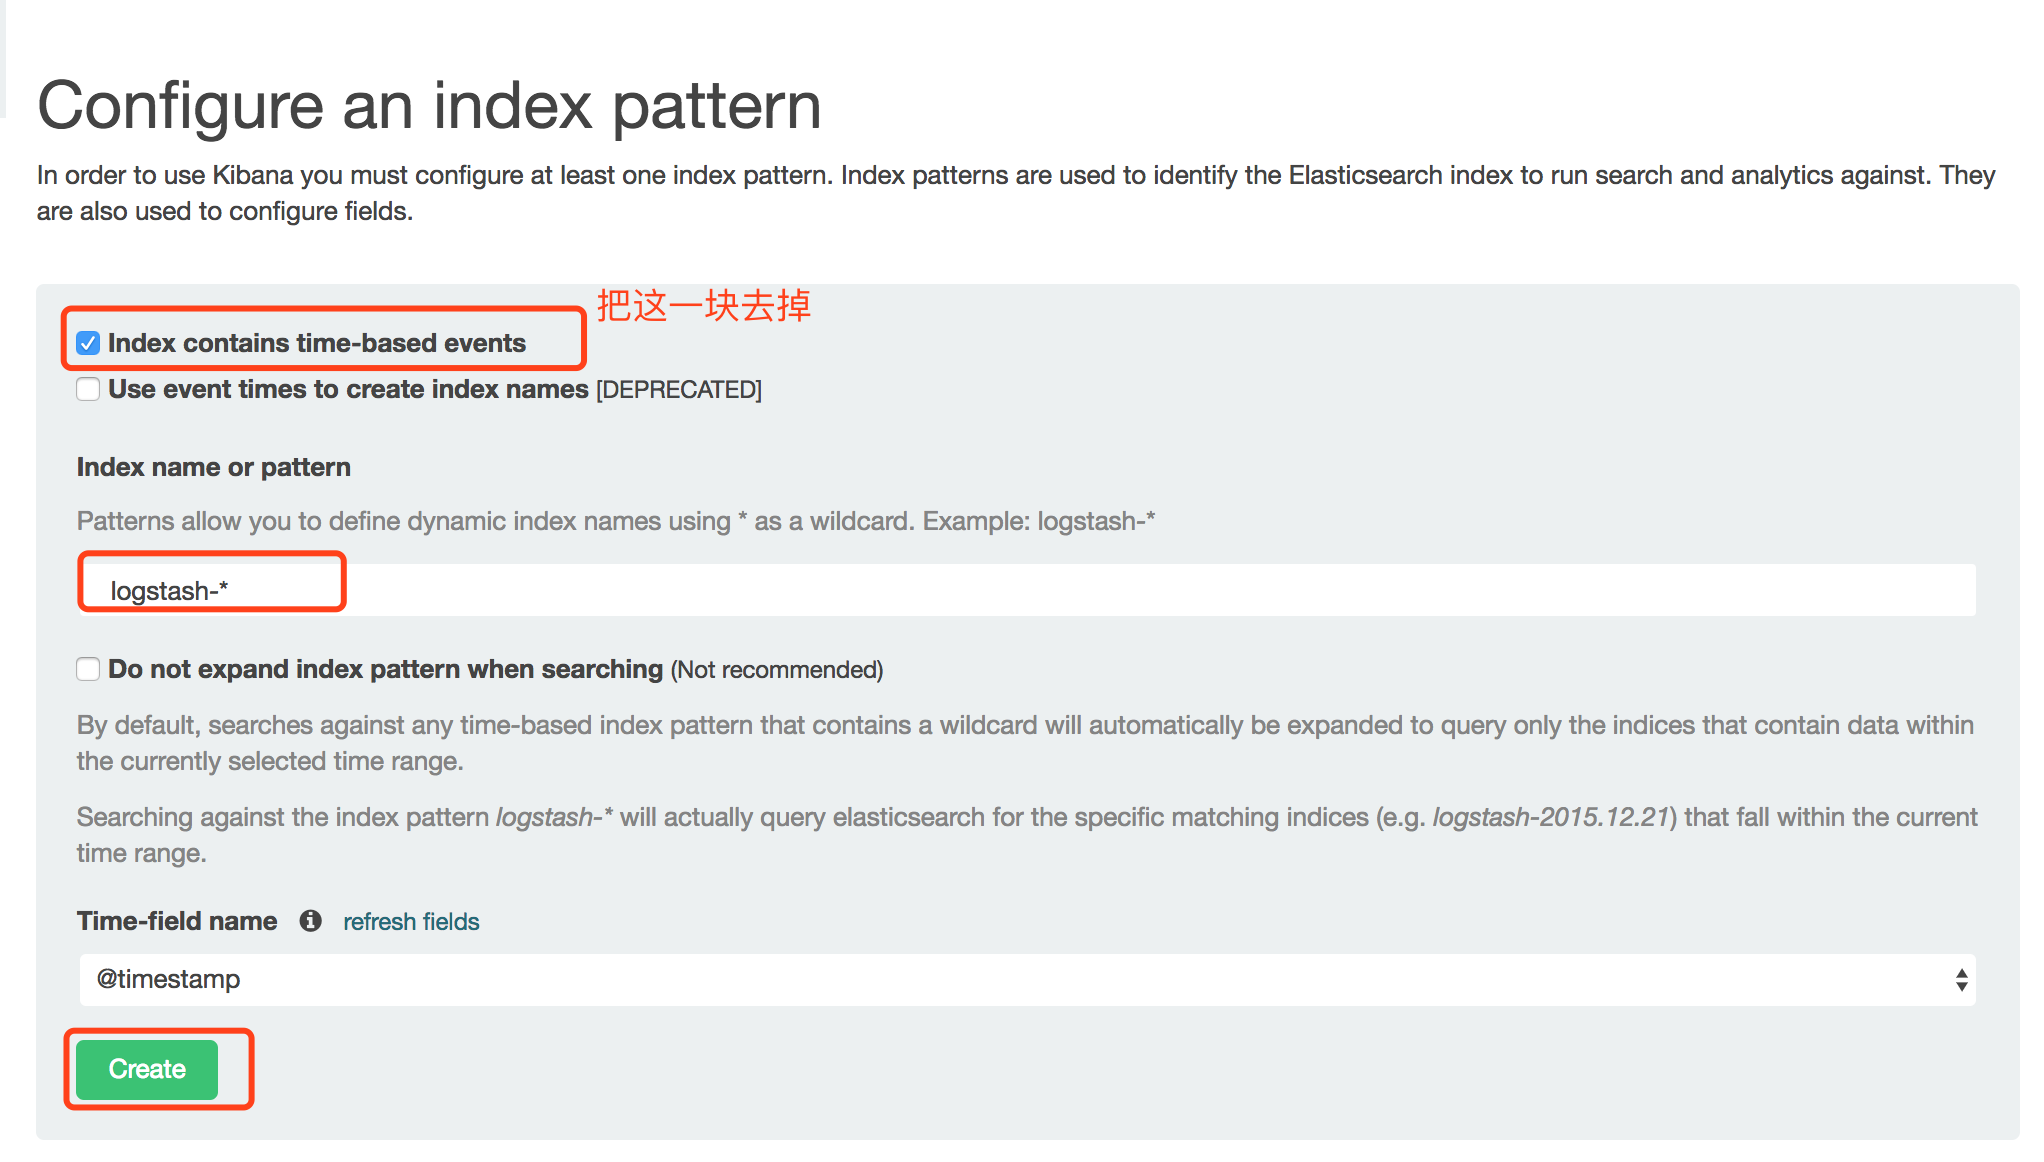 Configure an index pattern
In order to use Kibana you must configure at least one index pattern. Index patterns are used to identify the Elasticsearch index to run search and analytics against. They
are also used to configure fields.
把这一块去掉
Index contains time-based events
Use event times to create index names [DEPRECATED]
Index name or pattern
Patterns allow you to define dynamic index names using * as a wildcard. Example: logstash-*
logstash-*
Do not expand index pattern when searching (Not recommended)
By default, searches against any time-based index pattern that contains a wildcard will automatically be expanded to query only the indices that contain data within
the currently selected time range.
Searching against the index pattern logstash-* will actually query elasticsearch for the specific matching indices (e.g. logstash-2015.12.21) that fall within the current
time range.
Time-field name refresh fields
@timestamp
Create